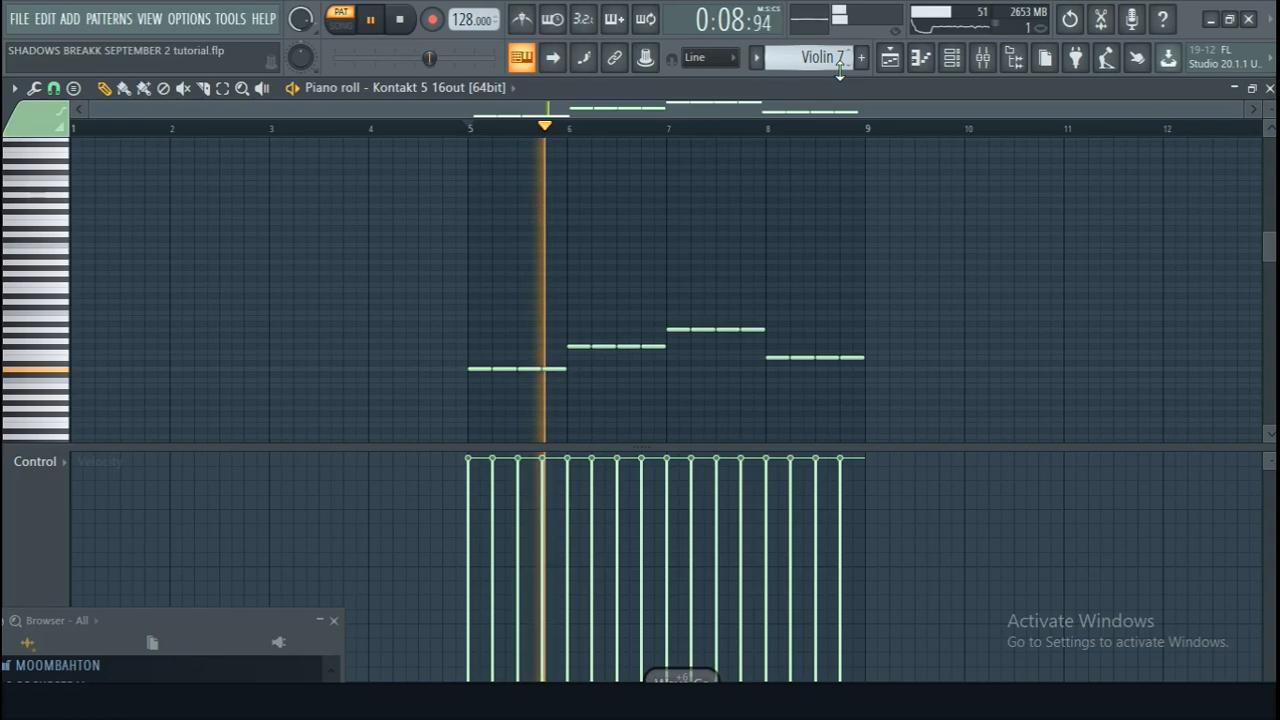 FILE EDIT ADD PATTERNS VIEW OPTIONS TOOLS HELP
SHADOWS BREAKK SEPTEMBER 2 tutorial.flp
PAT
SONG
128.000
3.2.
0:08:94
M:S:CS
51
2653 MB
1
Line
Violin 7
19-12 FL
Studio 20.1.1 U..
Piano roll - Kontakt 5 16out [64bit]
1 2 3 4 5 6 7 8 9 10 11 12
Control
Velocity
Browser - All
MOOMBAHTON
+6
Activate Windows
Go to Settings to activate Windows.